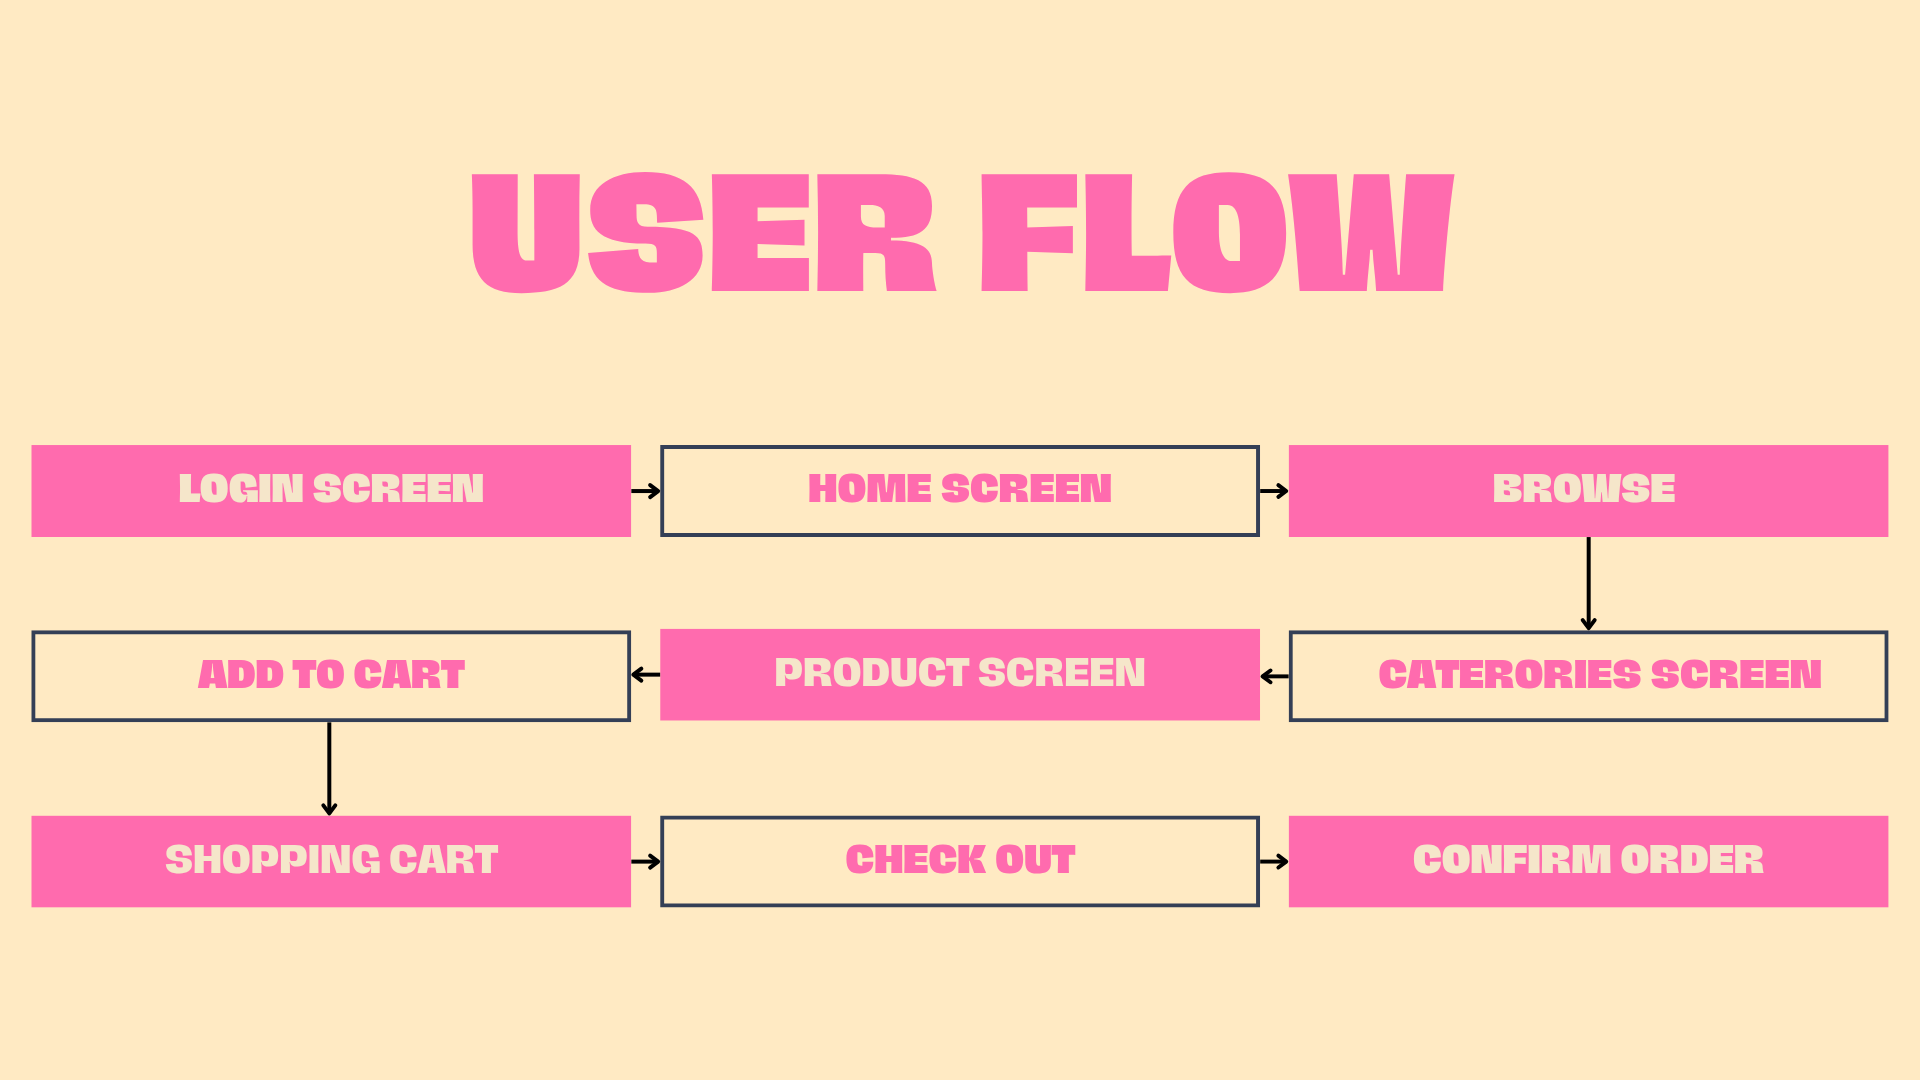 USER FLOW
LOGIN SCREEN
HOME SCREEN
BROWSE
ADD TO CART
PRODUCT SCREEN
CATERORIES SCREEN
SHOPPING CART
CHECK OUT
CONFIRM ORDER